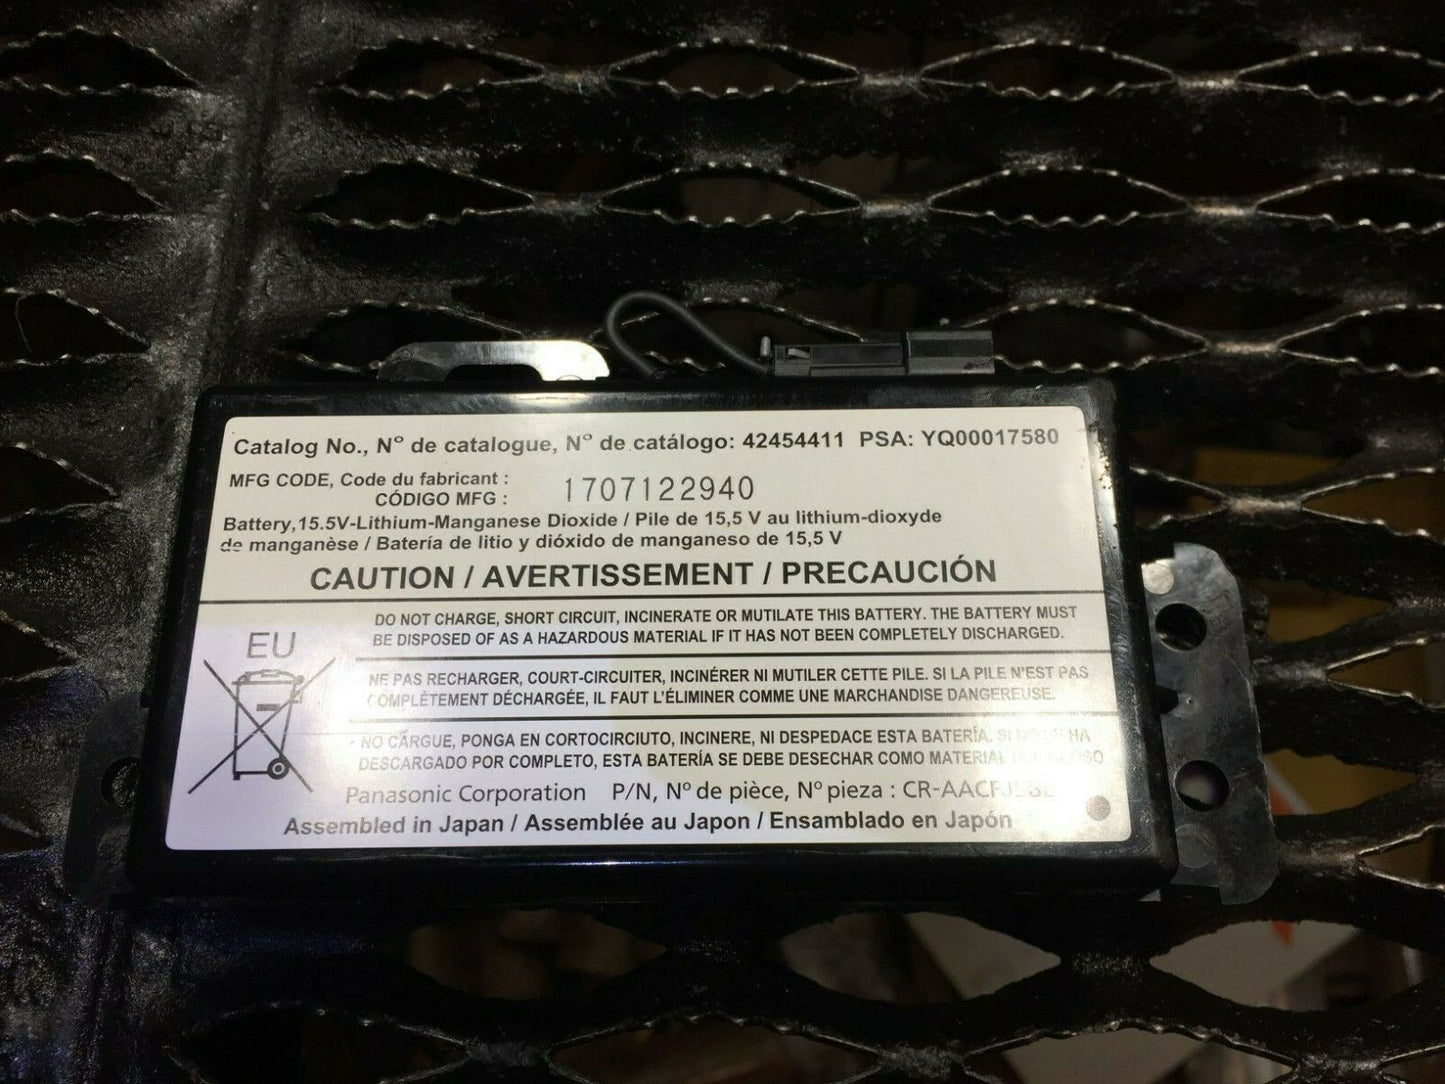 Catalog No., N° de catalogue, N° de catálogo: 42454411 PSA: YQ00017580
MFG CODE, Code du fabricant :
CÓDIGO MFG : 1707122940
Battery,15.5V-Lithium-Manganese Dioxide / Pile de 15,5 V au lithium-dioxyde
de manganèse / Batería de litio y dióxido de manganeso de 15,5 V
CAUTION / AVERTISSEMENT / PRECAUCIÓN
DO NOT CHARGE, SHORT CIRCUIT, INCINERATE OR MUTILATE THIS BATTERY. THE BATTERY MUST
BE DISPOSED OF AS A HAZARDOUS MATERIAL IF IT HAS NOT BEEN COMPLETELY DISCHARGED.
EU
NE PAS RECHARGER, COURT-CIRCUITER, INCINÉRER NI MUTILER CETTE PILE. SI LA PILE N'EST PAS
COMPLÈTEMENT DÉCHARGÉE, IL FAUT L'ÉLIMINER COMME UNE MARCHANDISE DANGEREUSE.
NO CARGUE, PONGA EN CORTOCIRCIUTO, INCINERE, NI DESPEDACE ESTA BATERÍA. SI HA
DESCARGADO POR COMPLETO, ESTA BATERÍA SE DEBE DESECHAR COMO MATERIAL
Panasonic Corporation P/N, N° de pièce, N° pieza :
Assembled in Japan / Assemblée au Japon / Ensamblado en Japón